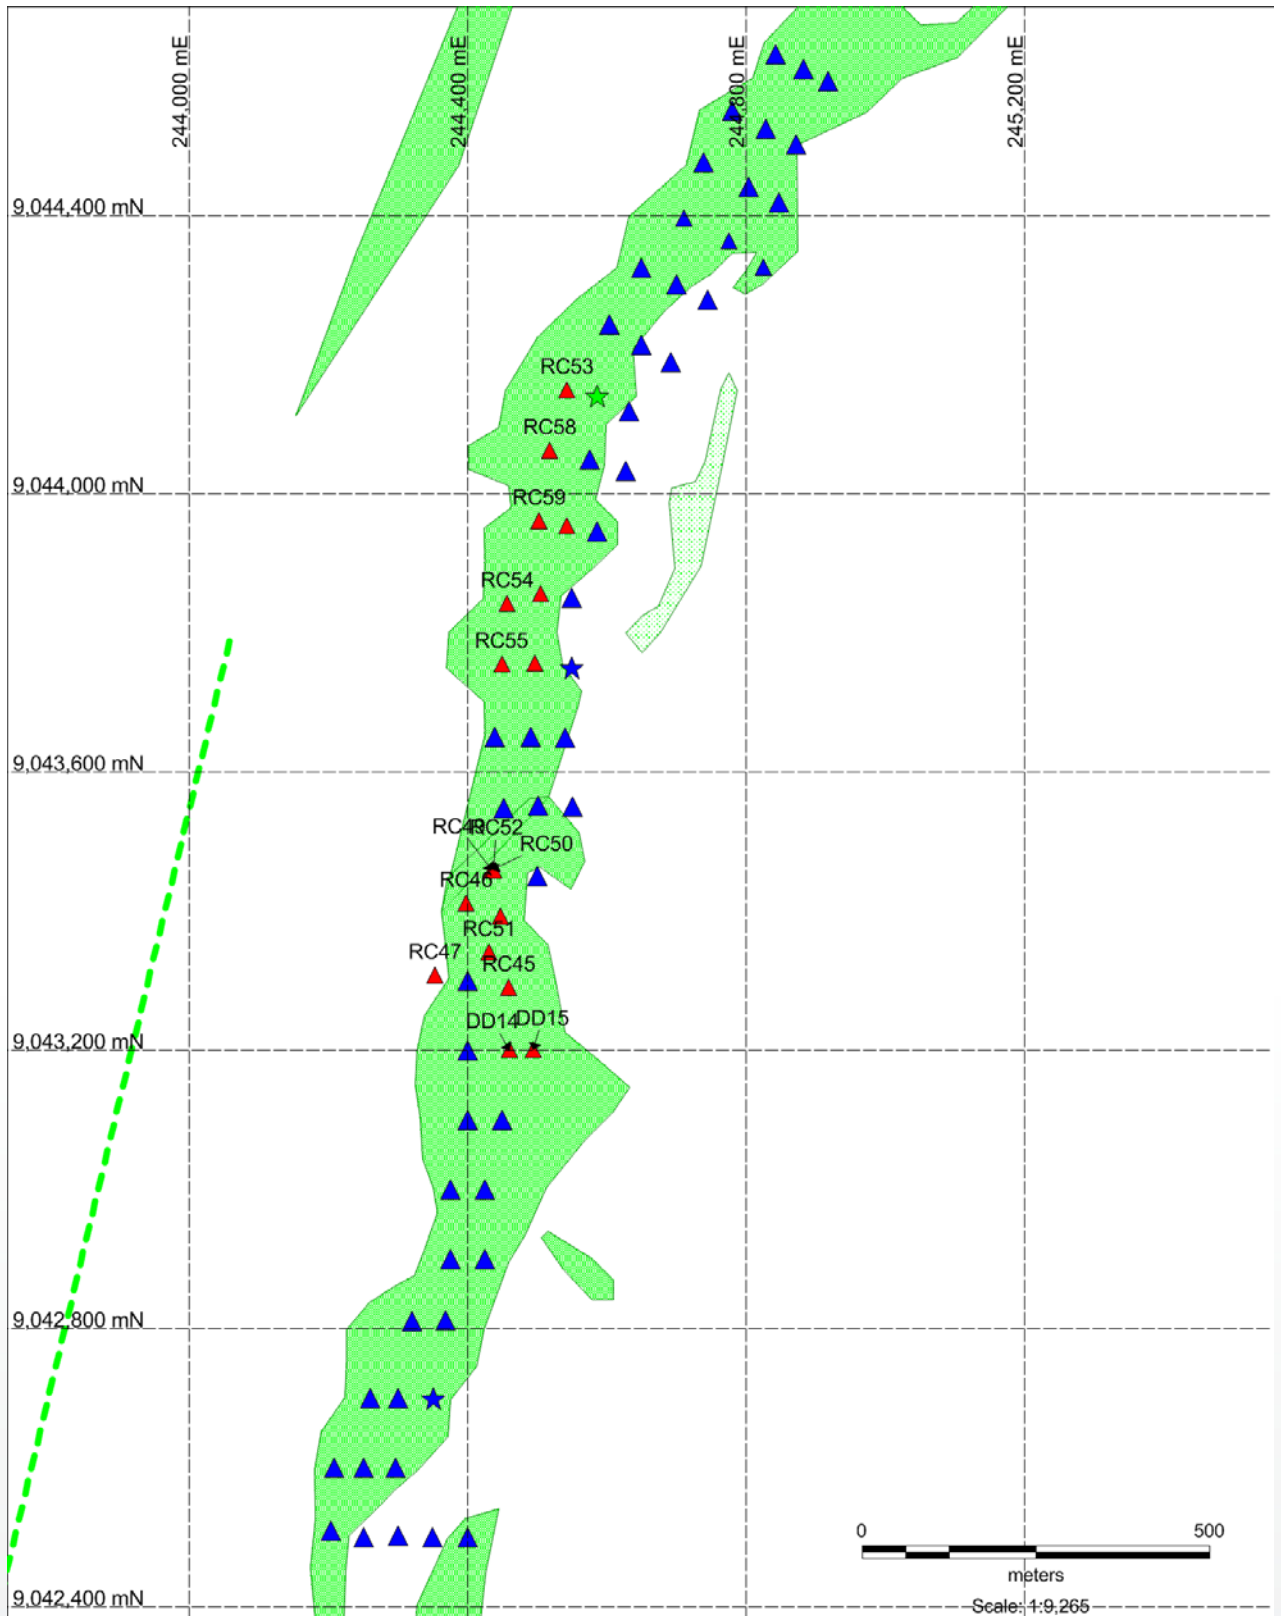 244,000 mE
244,400 mE
244,800 mE
245,200 mE
9,044,400 mN
RC53
RC58
9,044,000 mN
RC59
RC54
RC55
9,043,600 mN
RC49
RC52
RC50
RC46
RC51
RC47
RC45
DD14
DD15
9,043,200 mN
9,042,800 mN
0 500
meters
9,042,400 mN
Scale: 1:9,265